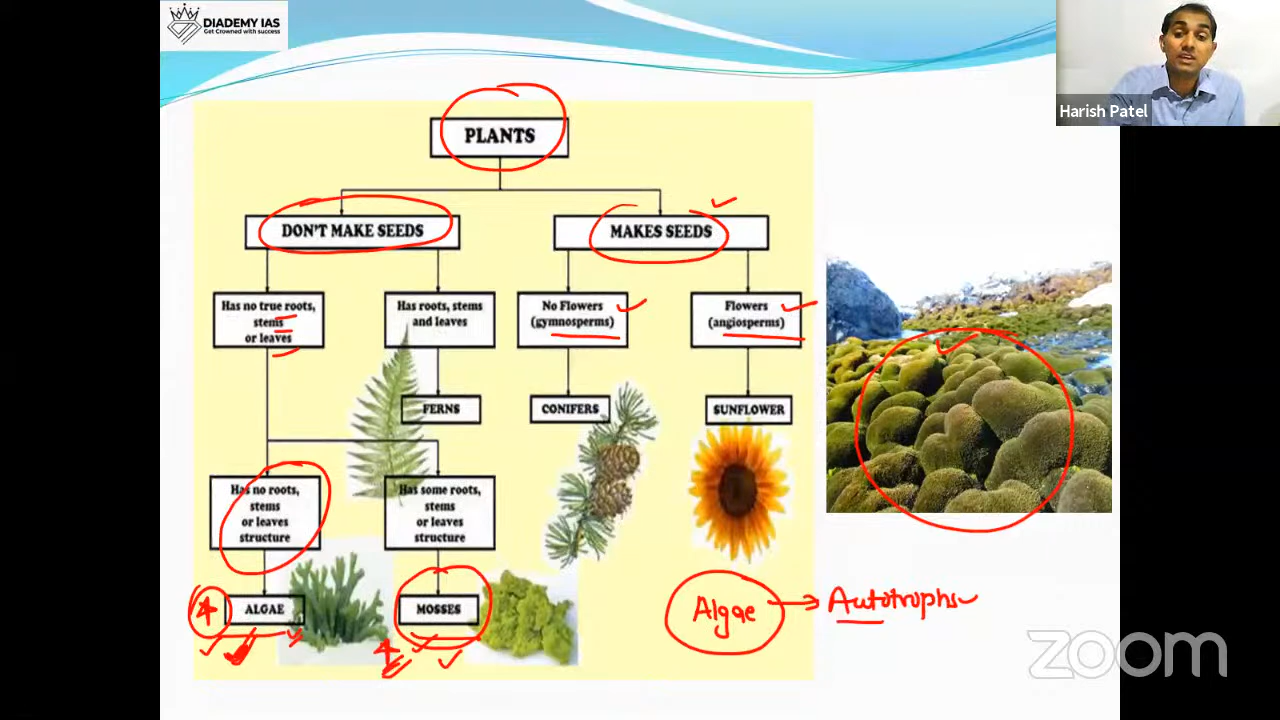 DIADEMY IAS
Get Crowned with success
Harish Patel
PLANTS
DON'T MAKE SEEDS
MAKES SEEDS
Has no true roots,
stems
or leaves
Has roots, stems
and leaves
No Flowers
(gymnosperms)
Flowers
(angiosperms)
FERNS
CONIFERS
SUNFLOWER
Has no roots,
stems
or leaves
structure
Has some roots,
stems
or leaves
structure
ALGAE
MOSSES
Algae → Autotrophs
zoom